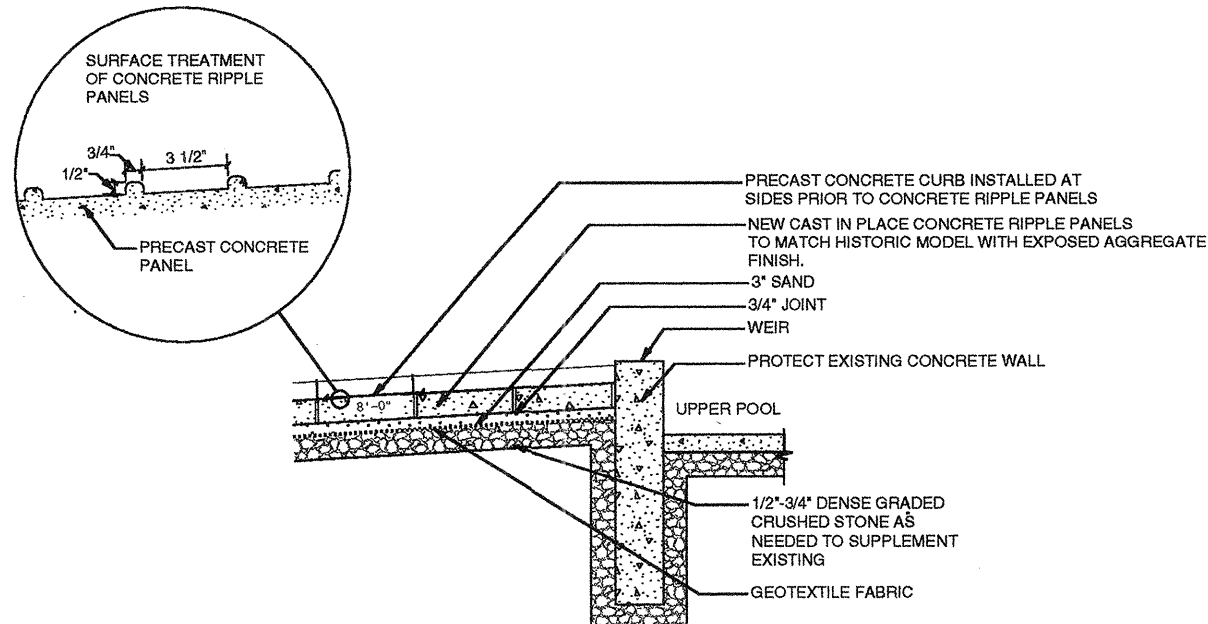 SURFACE TREATMENT
OF CONCRETE RIPPLE
PANELS
3/4"
3 1/2"
1/2"
PRECAST CONCRETE
PANEL
PRECAST CONCRETE CURB INSTALLED AT
SIDES PRIOR TO CONCRETE RIPPLE PANELS
NEW CAST IN PLACE CONCRETE RIPPLE PANELS
TO MATCH HISTORIC MODEL WITH EXPOSED AGGREGATE
FINISH.
3" SAND
3/4" JOINT
WEIR
PROTECT EXISTING CONCRETE WALL
8'-0"
UPPER POOL
1/2"-3/4" DENSE GRADED
CRUSHED STONE AS
NEEDED TO SUPPLEMENT
EXISTING
GEOTEXTILE FABRIC